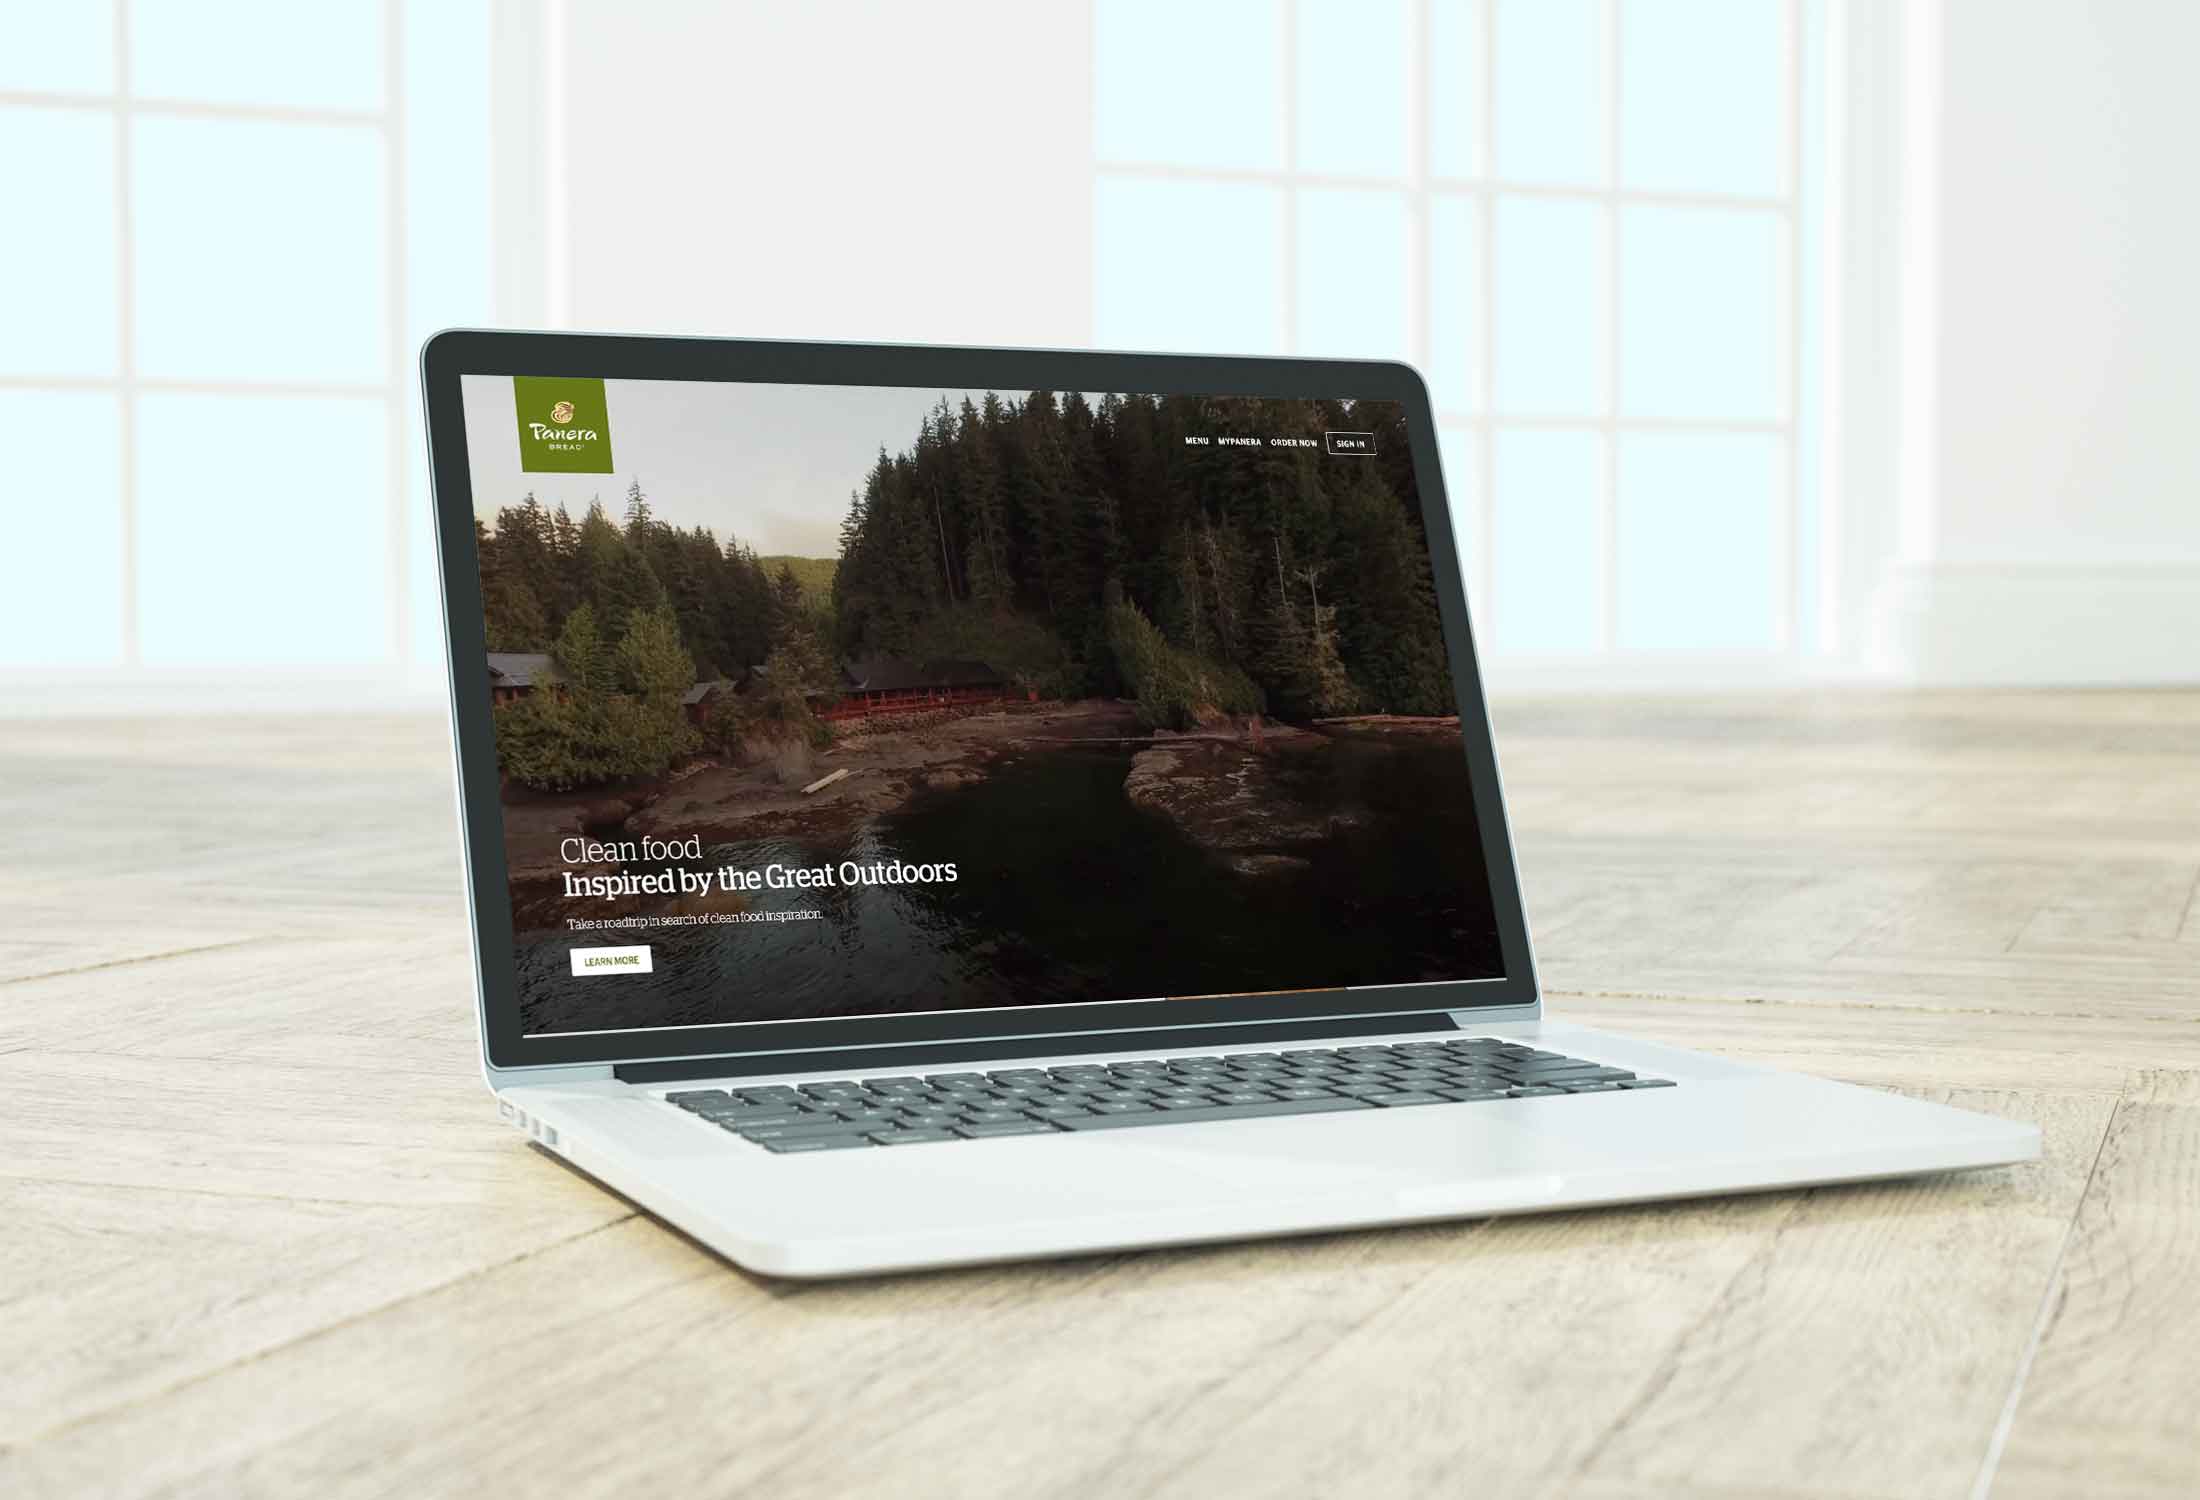 Panera
BREAD®
MENU MYPANERA ORDER NOW SIGN IN
Clean food
Inspired by the Great Outdoors
Take a roadtrip in search of clean food inspiration.
LEARN MORE